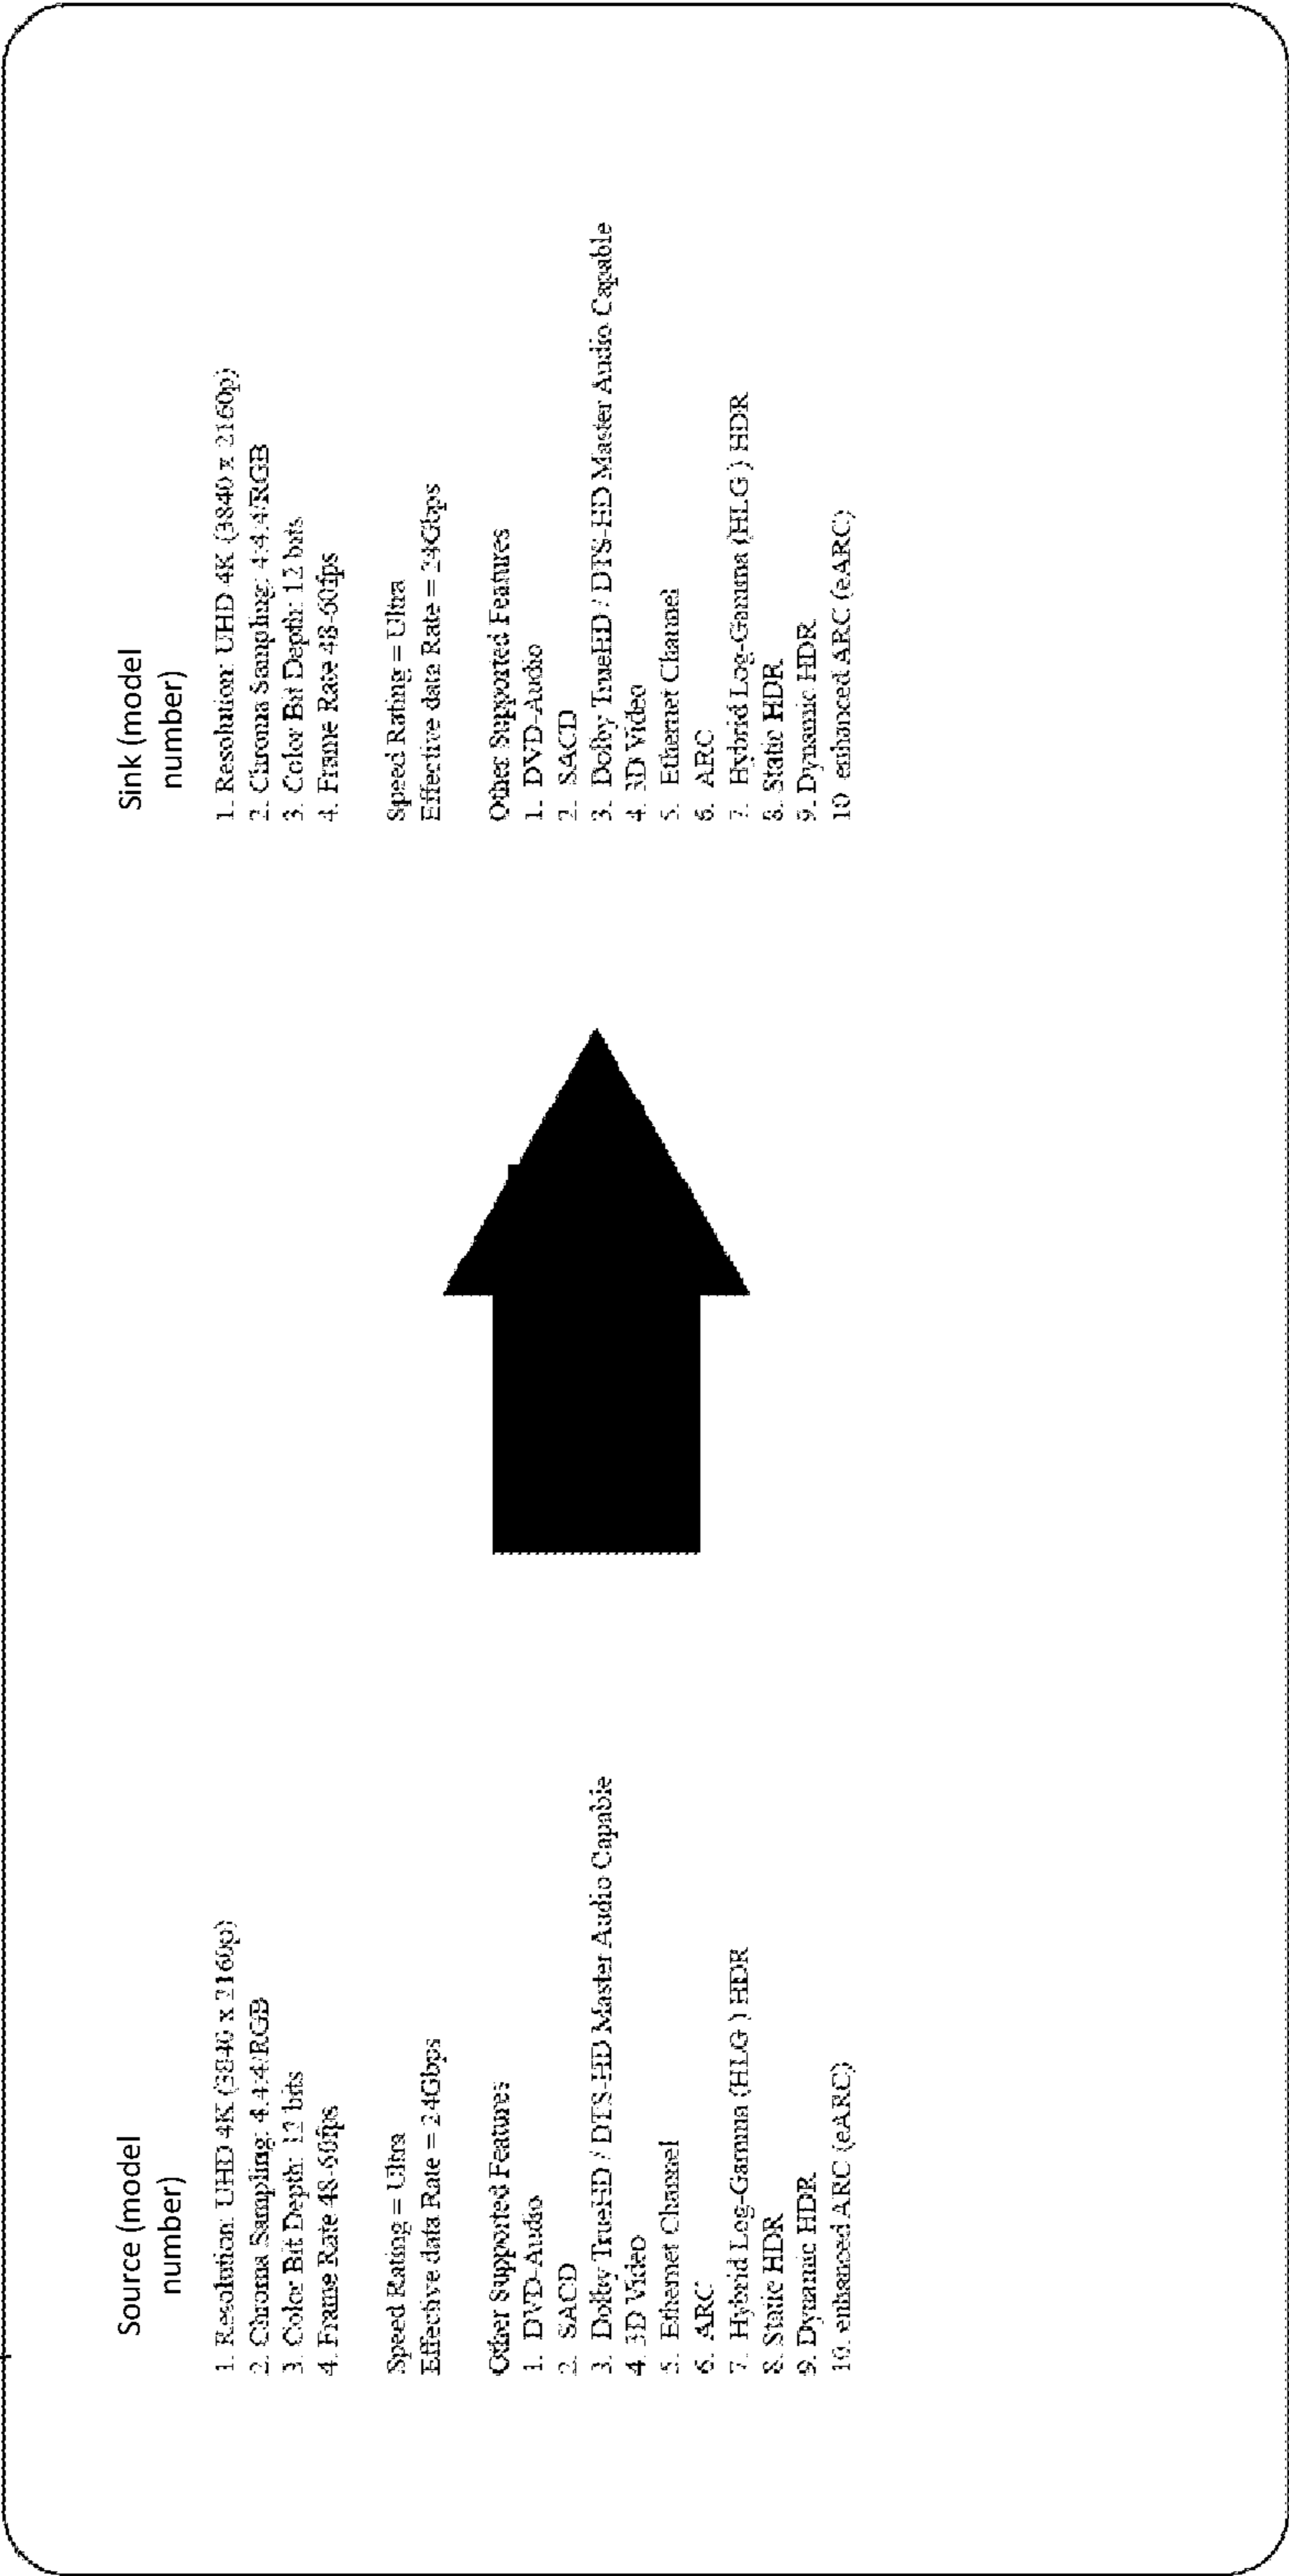 Source (model
number)
1. Resolution: UHD 4K (3840 x 2160p)
2. Chroma Sampling: 4:4:4/RGB
3. Color Bit Depth: 12 bits
4. Frame Rate 48-60fps
Speed Rating = Ultra
Effective data Rate = 24Gbps
Other Supported Features
1. DVD-Audio
2. SACD
3. Dolby TrueHD / DTS-HD Master Audio Capable
4. 3D Video
5. Ethernet Channel
6. ARC
7. Hybrid Log-Gamma (HLG ) HDR
8. Static HDR
9. Dynamic HDR
10. enhanced ARC (eARC)
Sink (model
number)
1. Resolution: UHD 4K (3840 x 2160p)
2. Chroma Sampling: 4:4:4/RGB
3. Color Bit Depth: 12 bits
4. Frame Rate 48-60fps
Speed Rating = Ultra
Effective data Rate = 24Gbps
Other Supported Features
1. DVD-Audio
2. SACD
3. Dolby TrueHD / DTS-HD Master Audio Capable
4. 3D Video
5. Ethernet Channel
6. ARC
7. Hybrid Log-Gamma (HLG ) HDR
8. Static HDR
9. Dynamic HDR
10. enhanced ARC (eARC)